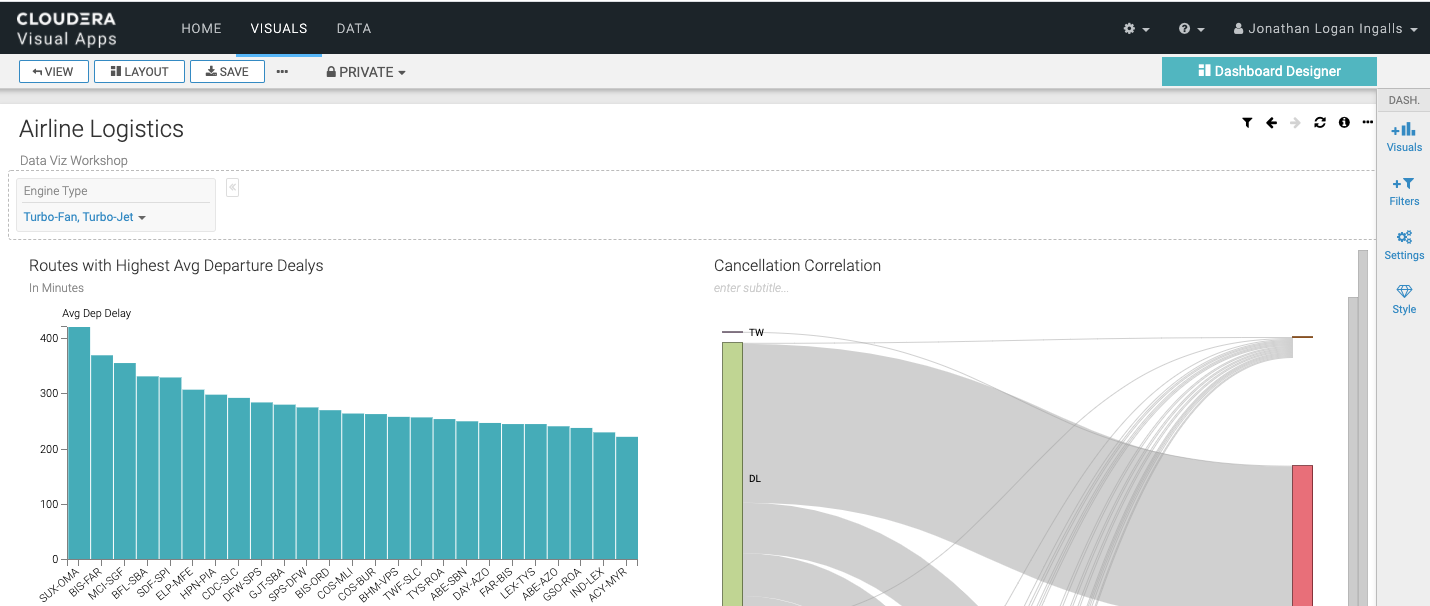 CLOUDERA
Visual Apps
HOME VISUALS DATA
Jonathan Logan Ingalls
VIEW LAYOUT SAVE PRIVATE
Dashboard Designer
DASH.
Airline Logistics
Data Viz Workshop
Visuals
Filters
Settings
Style
Engine Type
Turbo-Fan, Turbo-Jet
Routes with Highest Avg Departure Dealys
In Minutes
Avg Dep Delay
400
300
200
100
0
SUX-OMA
BIS-FAR
MCI-SGF
BFL-SBA
SDF-SPI
ELP-MFE
HPN-PIA
CDC-SLC
DFW-SPS
GJT-SBA
SPS-DFW
BIS-ORD
COS-MLI
COS-BUR
BHM-VPS
TWF-SLC
TYS-ROA
ABE-SBN
DAY-AZO
FAR-BIS
LEX-TYS
ABE-AZO
GSO-ROA
IND-LEX
ACY-MYR
Cancellation Correlation
enter subtitle...
TW
DL